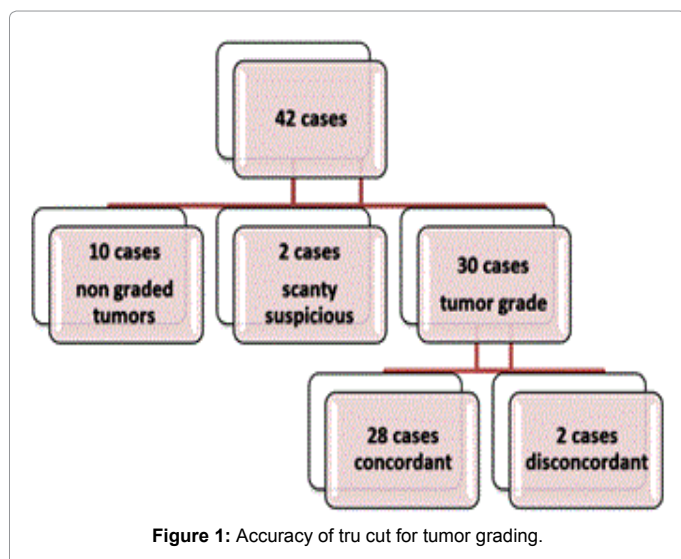 42 cases
10 cases
non graded
tumors
2 cases
scanty
suspicious
30 cases
tumor grade
28 cases
concordant
2 cases
disconcordant
Figure 1: Accuracy of tru cut for tumor grading.